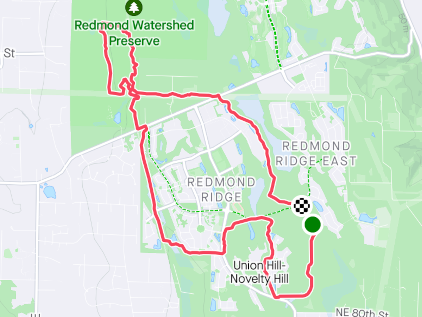 Redmond Watershed
Preserve
St
REDMOND
RIDGE EAST
REDMOND
RIDGE
Union Hill-
Novelty Hill
NE 80th St